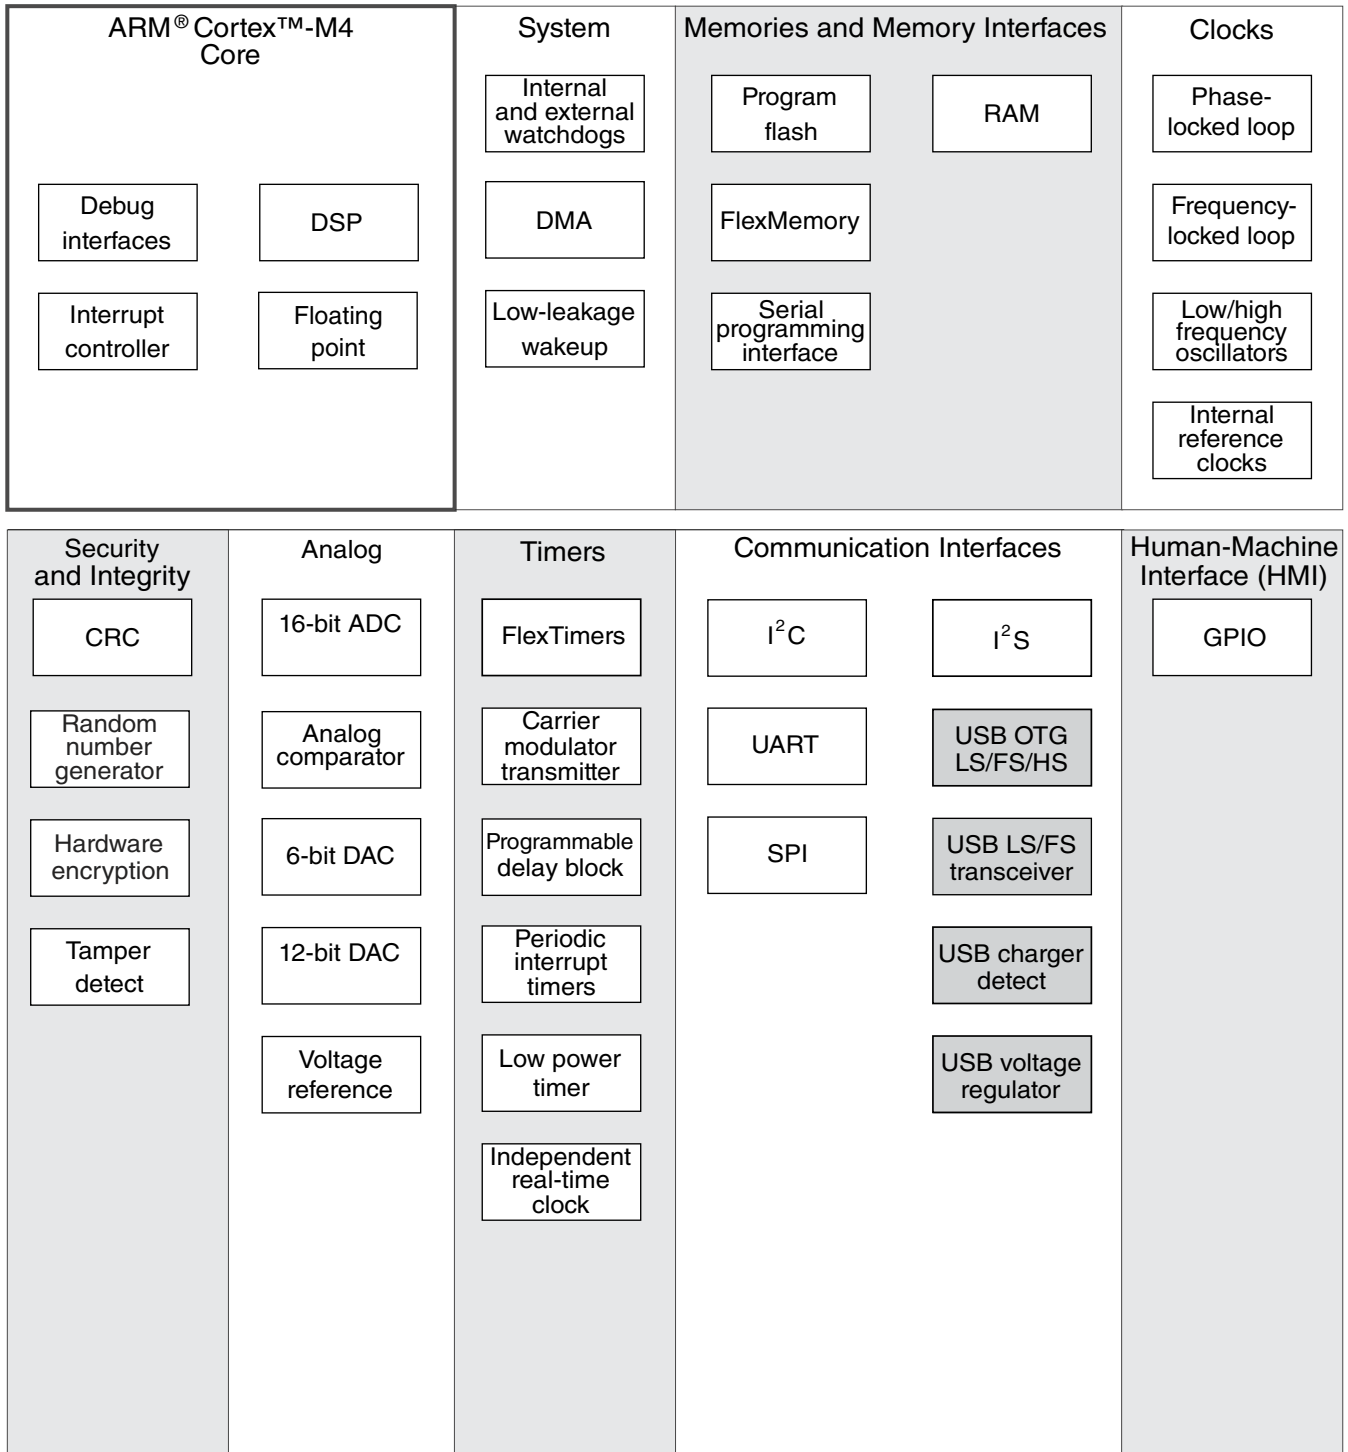 ARM® Cortex™-M4
Core
Debug
interfaces
DSP
Interrupt
controller
Floating
point
System
Internal
and external
watchdogs
DMA
Low-leakage
wakeup
Memories and Memory Interfaces
Program
flash
RAM
FlexMemory
Serial
programming
interface
Clocks
Phase-
locked loop
Frequency-
locked loop
Low/high
frequency
oscillators
Internal
reference
clocks
Security
and Integrity
CRC
Random
number
generator
Hardware
encryption
Tamper
detect
Analog
16-bit ADC
Analog
comparator
6-bit DAC
12-bit DAC
Voltage
reference
Timers
FlexTimers
Carrier
modulator
transmitter
Programmable
delay block
Periodic
interrupt
timers
Low power
timer
Independent
real-time
clock
Communication Interfaces
I²C
UART
SPI
I²S
USB OTG
LS/FS/HS
USB LS/FS
transceiver
USB charger
detect
USB voltage
regulator
Human-Machine
Interface (HMI)
GPIO